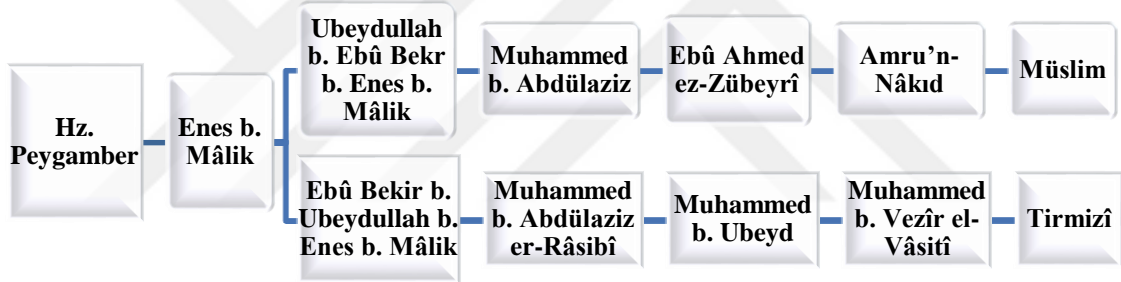 Hz.
Peygamber
Enes b.
Mâlik
Ubeydullah
b. Ebû Bekr
b. Enes b.
Mâlik
Muhammed
b. Abdülaziz
Ebû Ahmed
ez-Zübeyrî
Amru’n-
Nâkıd
Müslim
Ebû Bekir b.
Ubeydullah b.
Enes b. Mâlik
Muhammed
b. Abdülaziz
er-Râsibî
Muhammed
b. Ubeyd
Muhammed
b. Vezîr el-
Vâsitî
Tirmizî